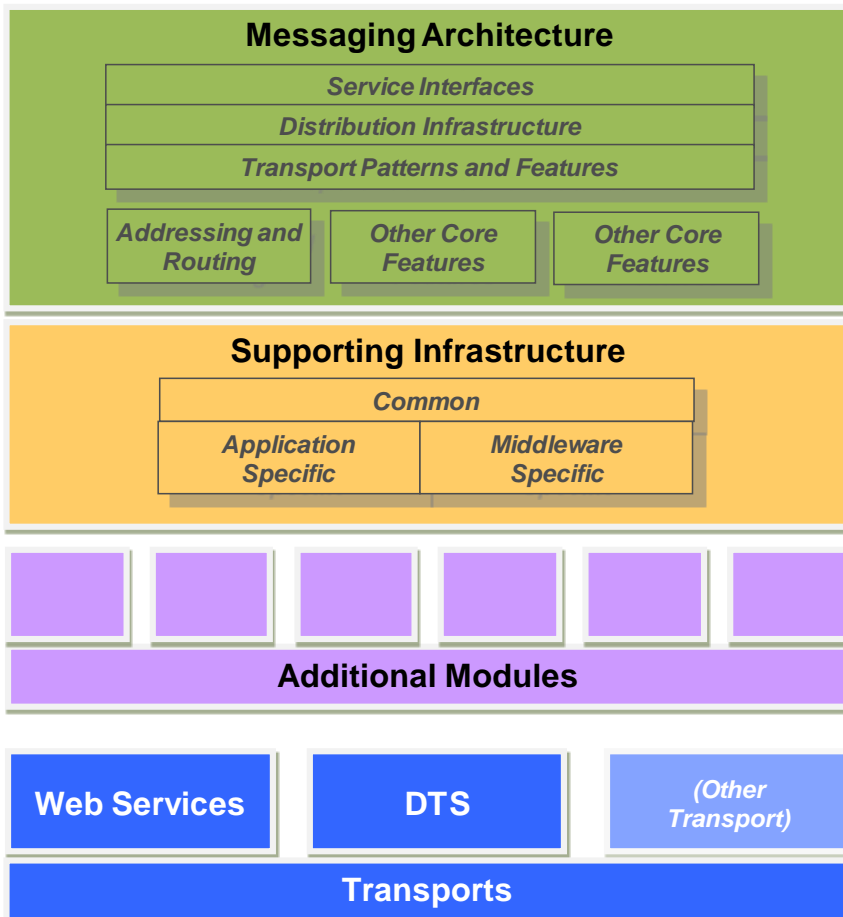 Messaging Architecture
Service Interfaces
Distribution Infrastructure
Transport Patterns and Features
Addressing and
Routing
Other Core
Features
Other Core
Features
Supporting Infrastructure
Common
Application
Specific
Middleware
Specific
Additional Modules
Web Services
DTS
(Other
Transport)
Transports